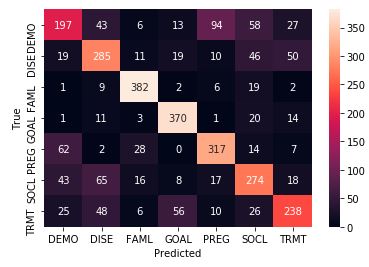 DEMO 197 43 6 13 94 58 27
DISE 19 285 11 19 10 46 50
FAML 1 9 382 2 6 19 2
GOAL 1 11 3 370 1 20 14
PREG 62 2 28 0 317 14 7
SOCL 43 65 16 8 17 274 18
TRMT 25 48 6 56 10 26 238
DEMO DISE FAML GOAL PREG SOCL TRMT
Predicted
True
350
300
250
200
150
100
50
0